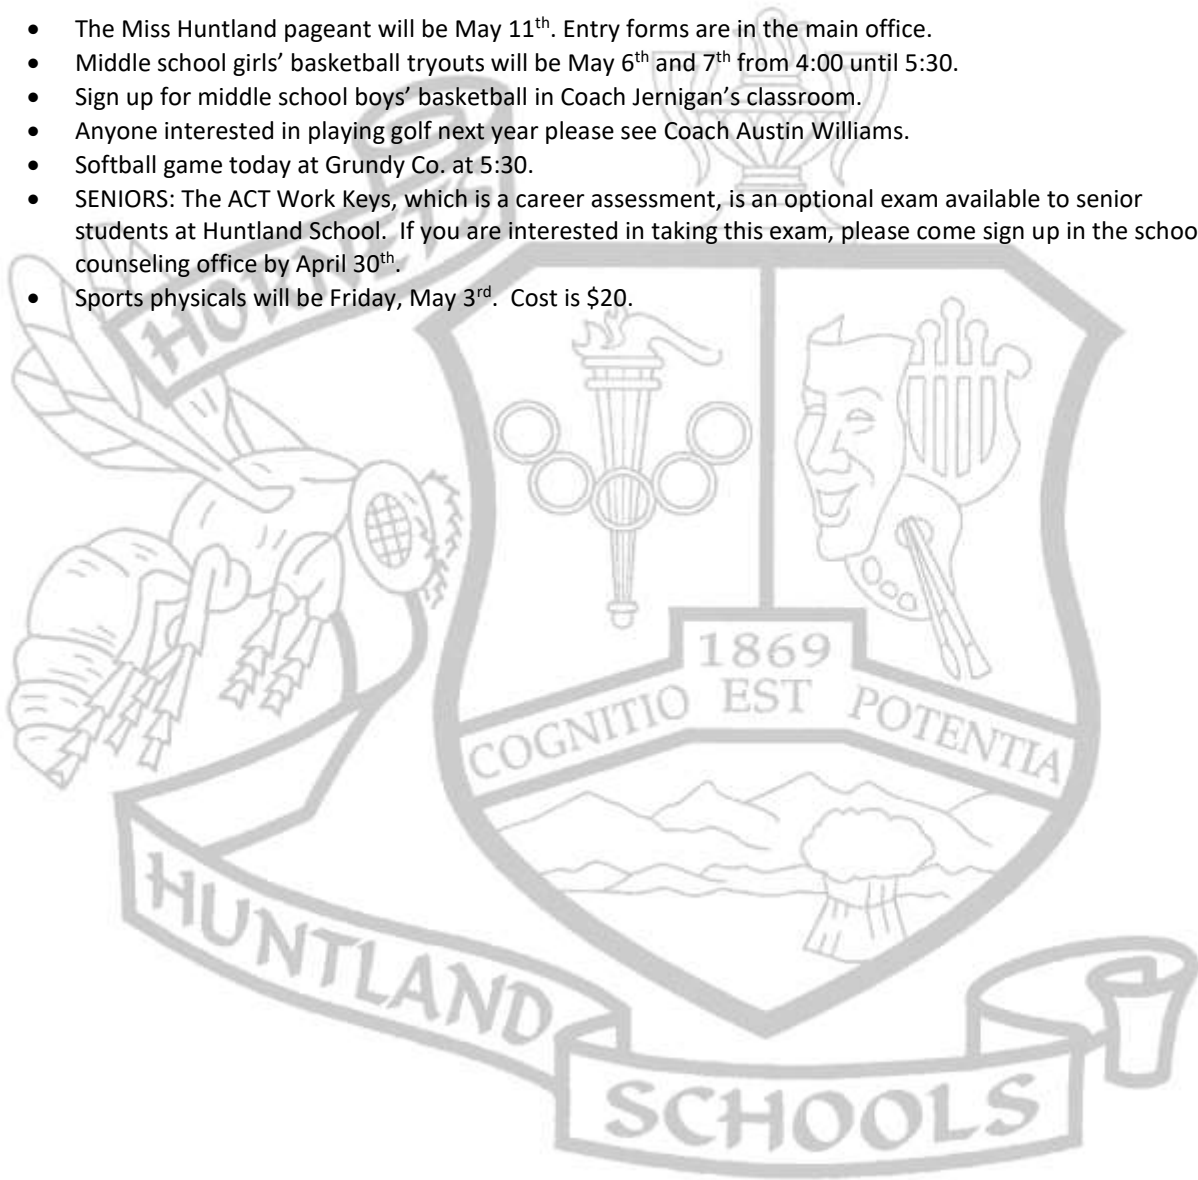 • The Miss Huntland pageant will be May 11th. Entry forms are in the main office.
• Middle school girls’ basketball tryouts will be May 6th and 7th from 4:00 until 5:30.
• Sign up for middle school boys’ basketball in Coach Jernigan’s classroom.
• Anyone interested in playing golf next year please see Coach Austin Williams.
• Softball game today at Grundy Co. at 5:30.
• SENIORS: The ACT Work Keys, which is a career assessment, is an optional exam available to senior
students at Huntland School.  If you are interested in taking this exam, please come sign up in the schoo
counseling office by April 30th.
• Sports physicals will be Friday, May 3rd.  Cost is $20.
HORNETS
1869
COGNITIO EST POTENTIA
HUNTLAND
SCHOOLS